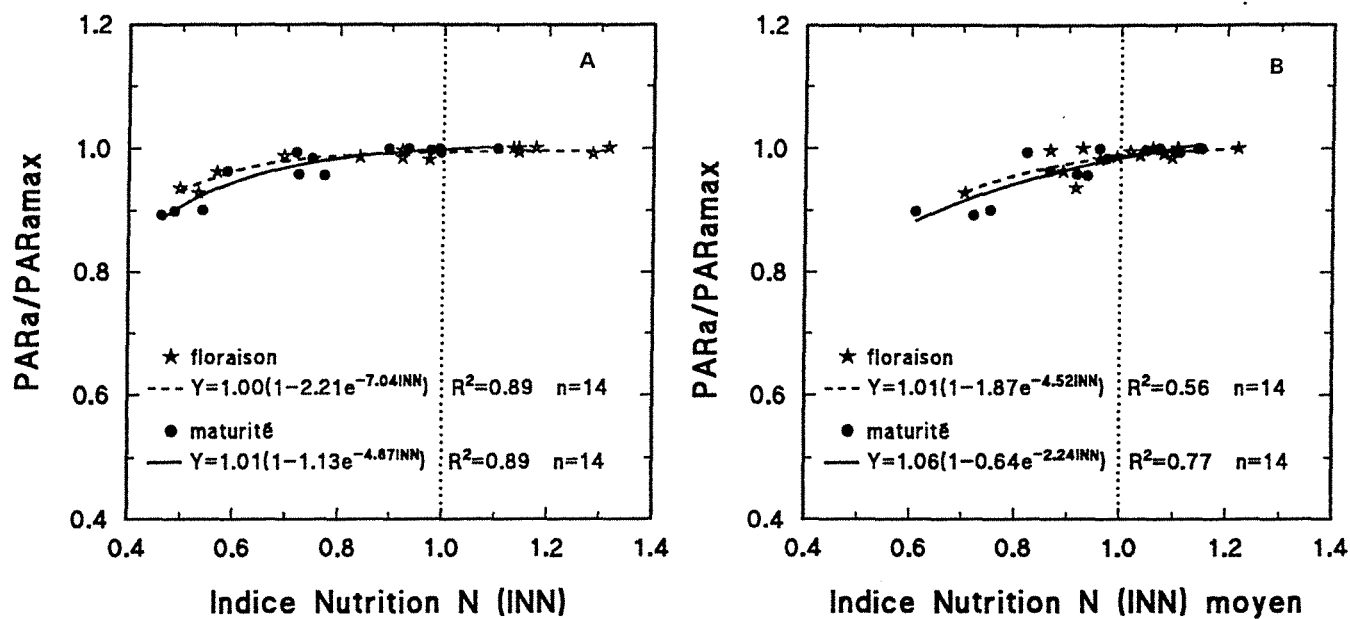 A
1.2
1.0
0.8
0.6
0.4
PARa/PARamax
floraison
Y=1.00(1-2.21e^-7.04INN) R²=0.89 n=14
maturité
Y=1.01(1-1.13e^-4.87INN) R²=0.89 n=14
0.4 0.6 0.8 1.0 1.2 1.4
Indice Nutrition N (INN)
B
1.2
1.0
0.8
0.6
0.4
PARa/PARamax
floraison
Y=1.01(1-1.87e^-4.52INN) R²=0.56 n=14
maturité
Y=1.06(1-0.64e^-2.24INN) R²=0.77 n=14
0.4 0.6 0.8 1.0 1.2 1.4
Indice Nutrition N (INN) moyen